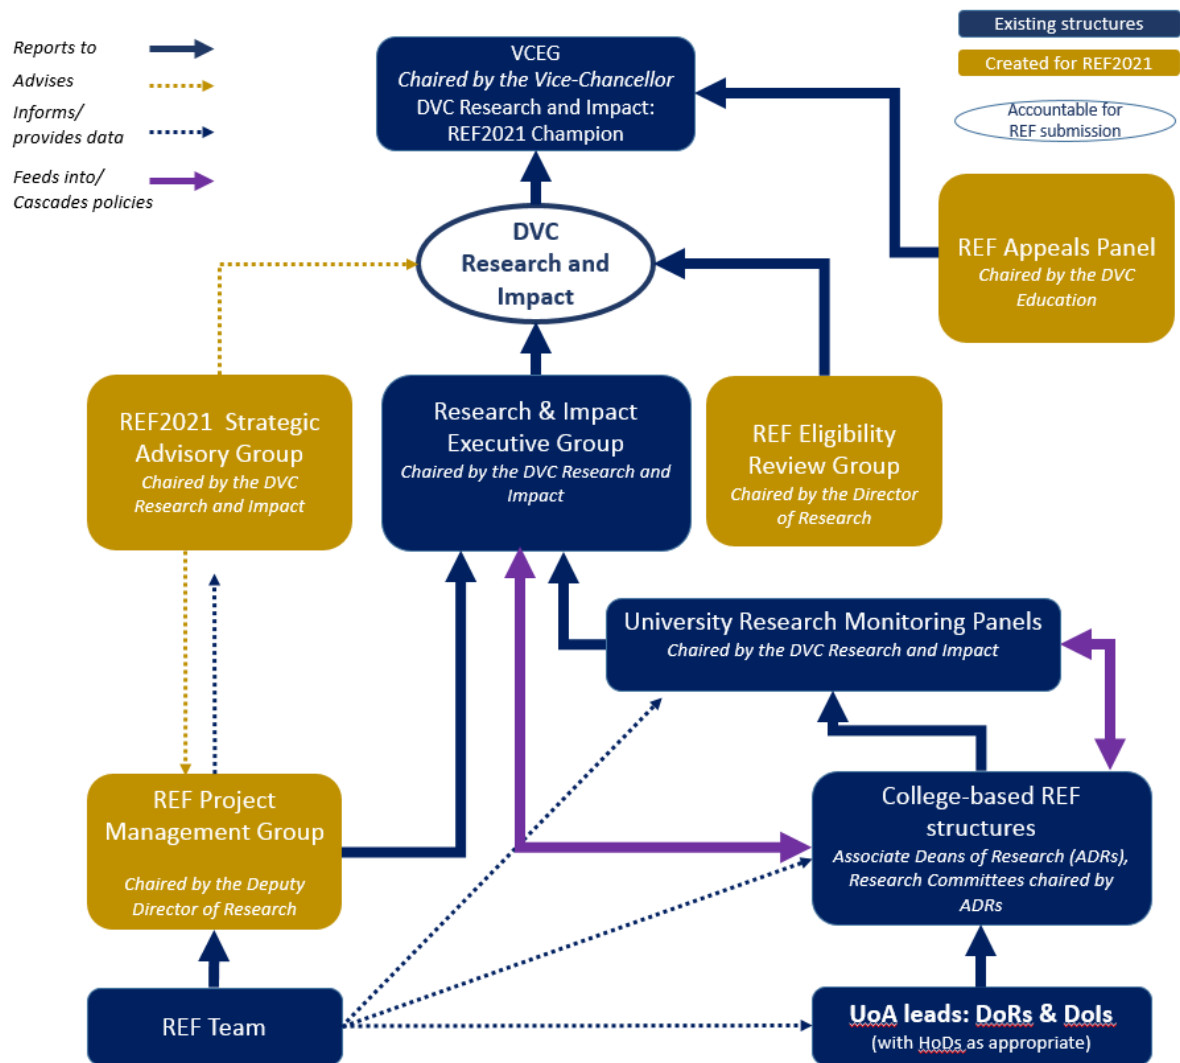 Reports to
Advises
Informs/
provides data
Feeds into/
Cascades policies
VCEG
Chaired by the Vice-Chancellor
DVC Research and Impact:
REF2021 Champion
Existing structures
Created for REF2021
Accountable for
REF submission
DVC
Research and
Impact
REF Appeals Panel
Chaired by the DVC
Education
REF2021 Strategic
Advisory Group
Chaired by the DVC
Research and Impact
Research & Impact
Executive Group
Chaired by the DVC Research and
Impact
REF Eligibility
Review Group
Chaired by the Director
of Research
University Research Monitoring Panels
Chaired by the DVC Research and Impact
REF Project
Management Group
Chaired by the Deputy
Director of Research
College-based REF
structures
Associate Deans of Research (ADRs),
Research Committees chaired by
ADRs
REF Team
UoA leads: DoRs & DoIs
(with HoDs as appropriate)